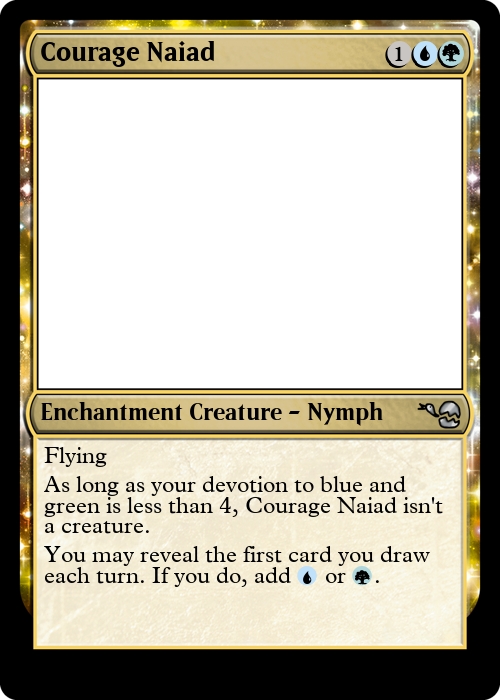 Courage Naiad 1
Enchantment Creature – Nymph
Flying
As long as your devotion to blue and
green is less than 4, Courage Naiad isn't
a creature.
You may reveal the first card you draw
each turn. If you do, add or .